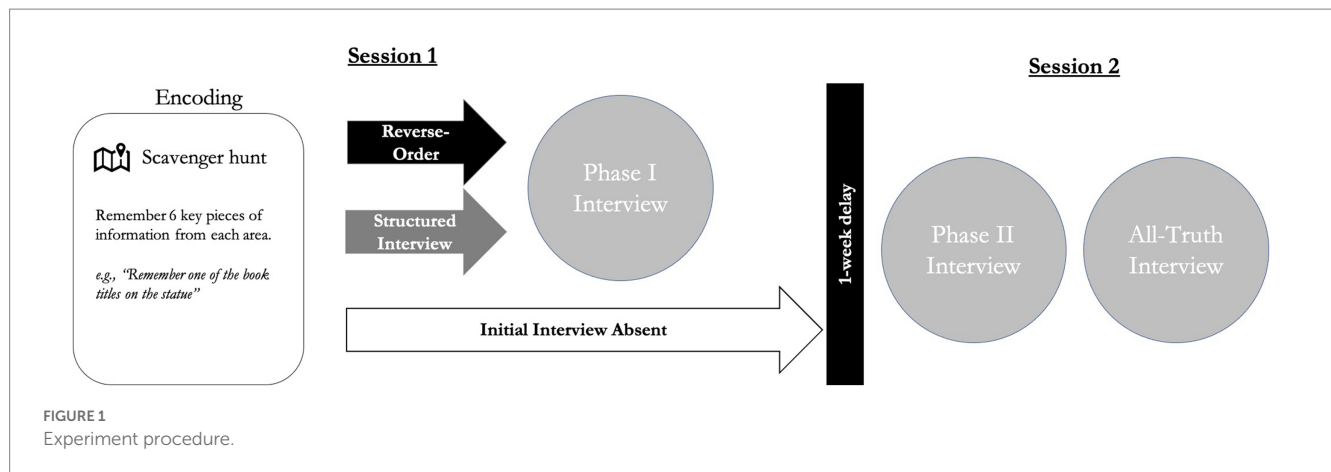 Session 1
Session 2
Encoding
Scavenger hunt
Remember 6 key pieces of
information from each area.
e.g., “Remember one of the book
titles on the statue”
Reverse-
Order
Structured
Interview
Phase I
Interview
Initial Interview Absent
1-week delay
Phase II
Interview
All-Truth
Interview
FIGURE 1
Experiment procedure.